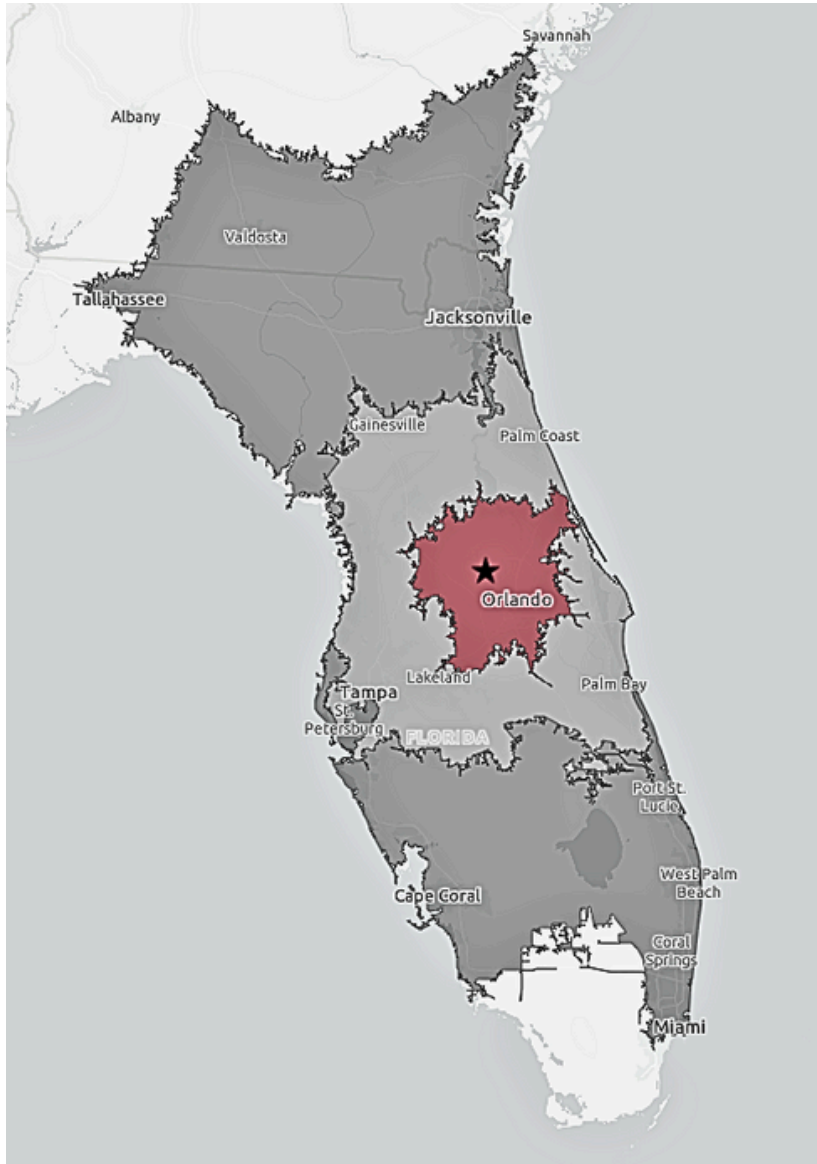 Savannah
Albany
Valdosta
Tallahassee
Jacksonville
Gainesville
Palm Coast
Orlando
Lakeland
Palm Bay
Tampa
St.
Petersburg
FLORIDA
Port St.
Lucie
West Palm
Beach
Cape Coral
Coral
Springs
Miami